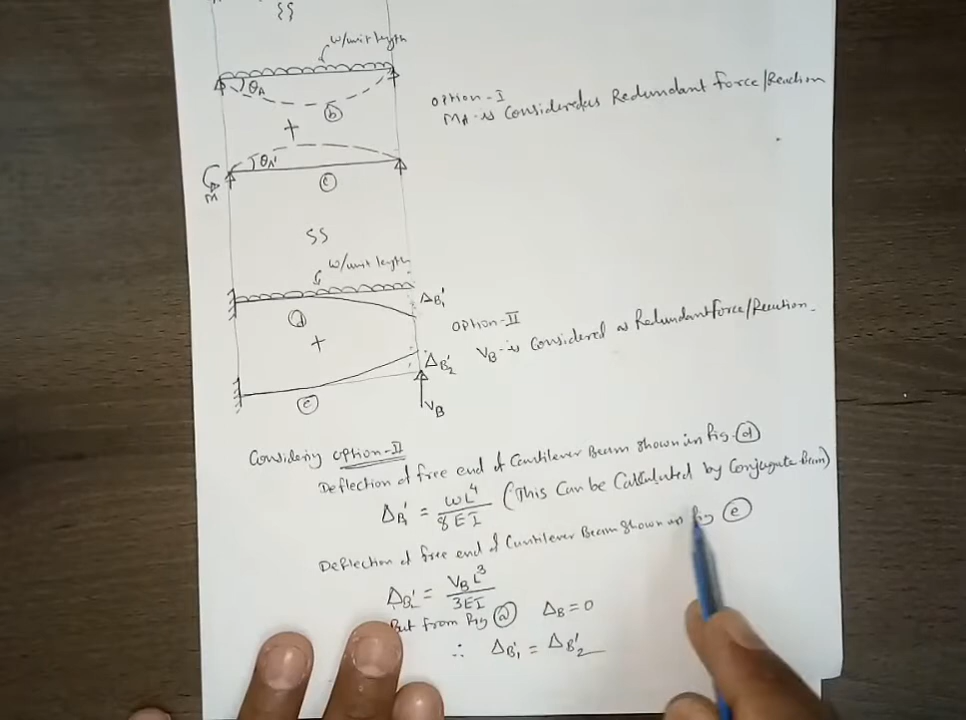 SS
w/unit length
θA
b
option-I
MA is Considered as Redundant force/Reaction
+
θA'
M
c
SS
w/unit length
ΔB1'
d
option-II
+
VB is Considered as Redundant force/Reaction.
ΔB2'
e
VB
Considering option-II
Deflection of free end of Cantilever Beam shown in fig. d
ΔB1' = ωL⁴/8EI (This Can be Calculated by Conjugate Beam)
Deflection of free end of Cantilever Beam shown in fig e
ΔB2' = VB L³/3EI
But from fig a ΔB = 0
∴ ΔB1' = ΔB2'